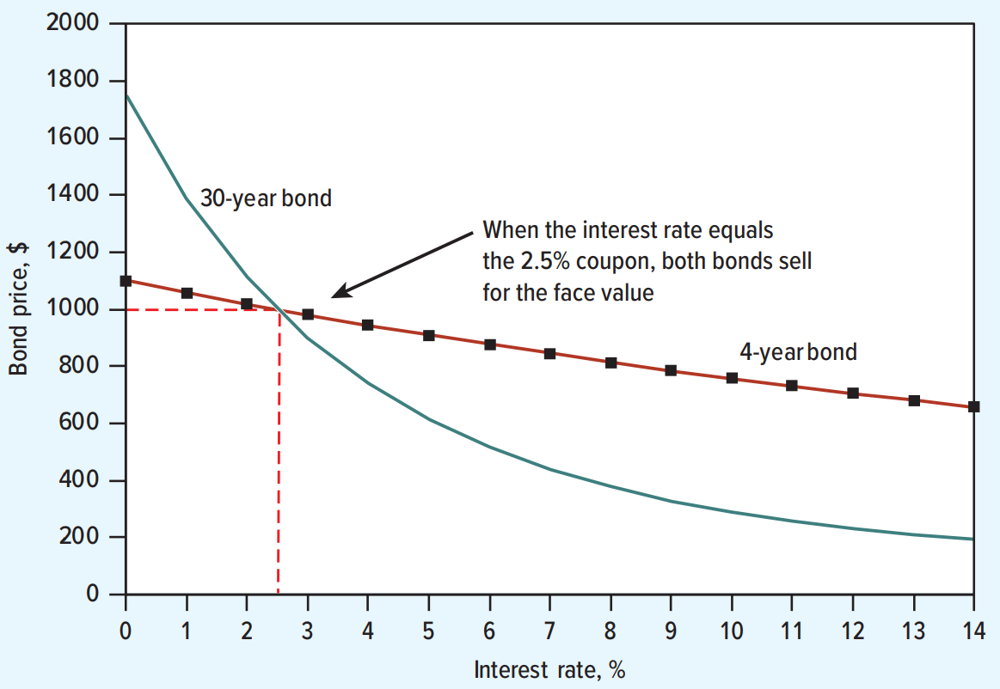 2000
1800
1600
1400
1200
1000
800
600
400
200
0
Bond price, $
30-year bond
When the interest rate equals
the 2.5% coupon, both bonds sell
for the face value
4-year bond
0 1 2 3 4 5 6 7 8 9 10 11 12 13 14
Interest rate, %